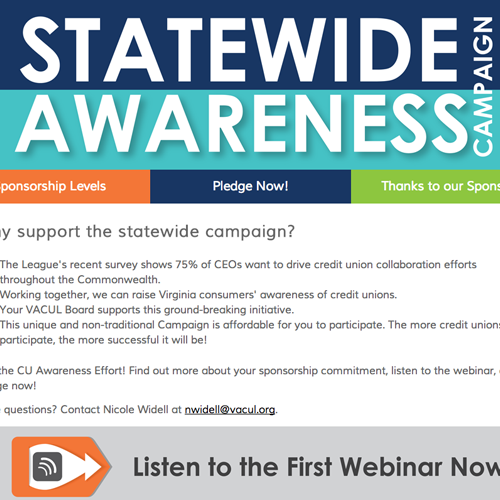 STATEWIDE
CAMPAIGN
AWARENESS
ponsorship Levels
Pledge Now!
Thanks to our Spons
y support the statewide campaign?
The League's recent survey shows 75% of CEOs want to drive credit union collaboration efforts
throughout the Commonwealth.
Working together, we can raise Virginia consumers' awareness of credit unions.
Your VACUL Board supports this ground-breaking initiative.
This unique and non-traditional Campaign is affordable for you to participate. The more credit unions
participate, the more successful it will be!
the CU Awareness Effort! Find out more about your sponsorship commitment, listen to the webinar,
ge now!
questions? Contact Nicole Widell at nwidell@vacul.org.
Listen to the First Webinar Now